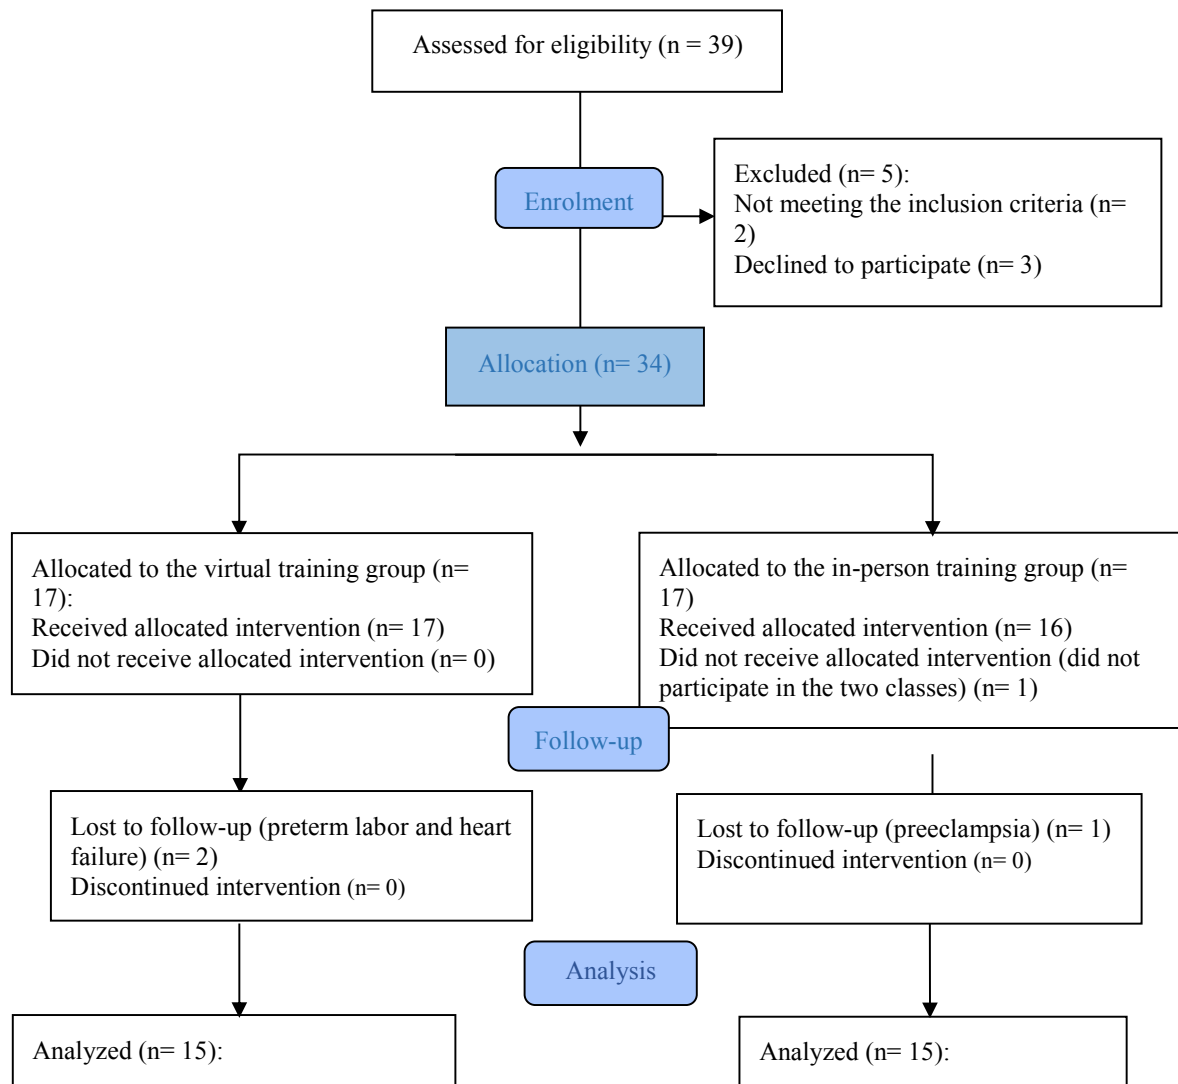 Assessed for eligibility (n = 39)
Enrolment
Excluded (n= 5):
Not meeting the inclusion criteria (n=
2)
Declined to participate (n= 3)
Allocation (n= 34)
Allocated to the virtual training group (n=
17):
Received allocated intervention (n= 17)
Did not receive allocated intervention (n= 0)
Allocated to the in-person training group (n=
17)
Received allocated intervention (n= 16)
Did not receive allocated intervention (did not
participate in the two classes) (n= 1)
Follow-up
Lost to follow-up (preterm labor and heart
failure) (n= 2)
Discontinued intervention (n= 0)
Lost to follow-up (preeclampsia) (n= 1)
Discontinued intervention (n= 0)
Analysis
Analyzed (n= 15):
Analyzed (n= 15):